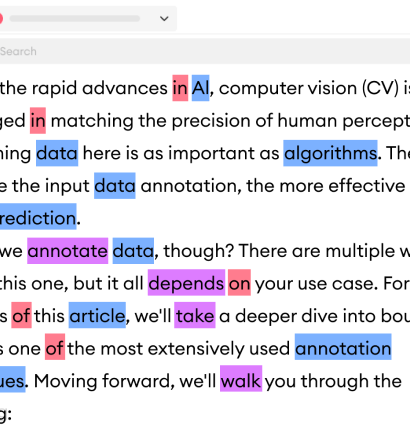 Search
the rapid advances in AI, computer vision (CV) i
ged in matching the precision of human percept
ning data here is as important as algorithms. The
e the input data annotation, the more effective
rediction.
we annotate data, though? There are multiple w
this one, but it all depends on your use case. For
s of this article, we'll take a deeper dive into bou
s one of the most extensively used annotation
ues. Moving forward, we'll walk you through the
g: